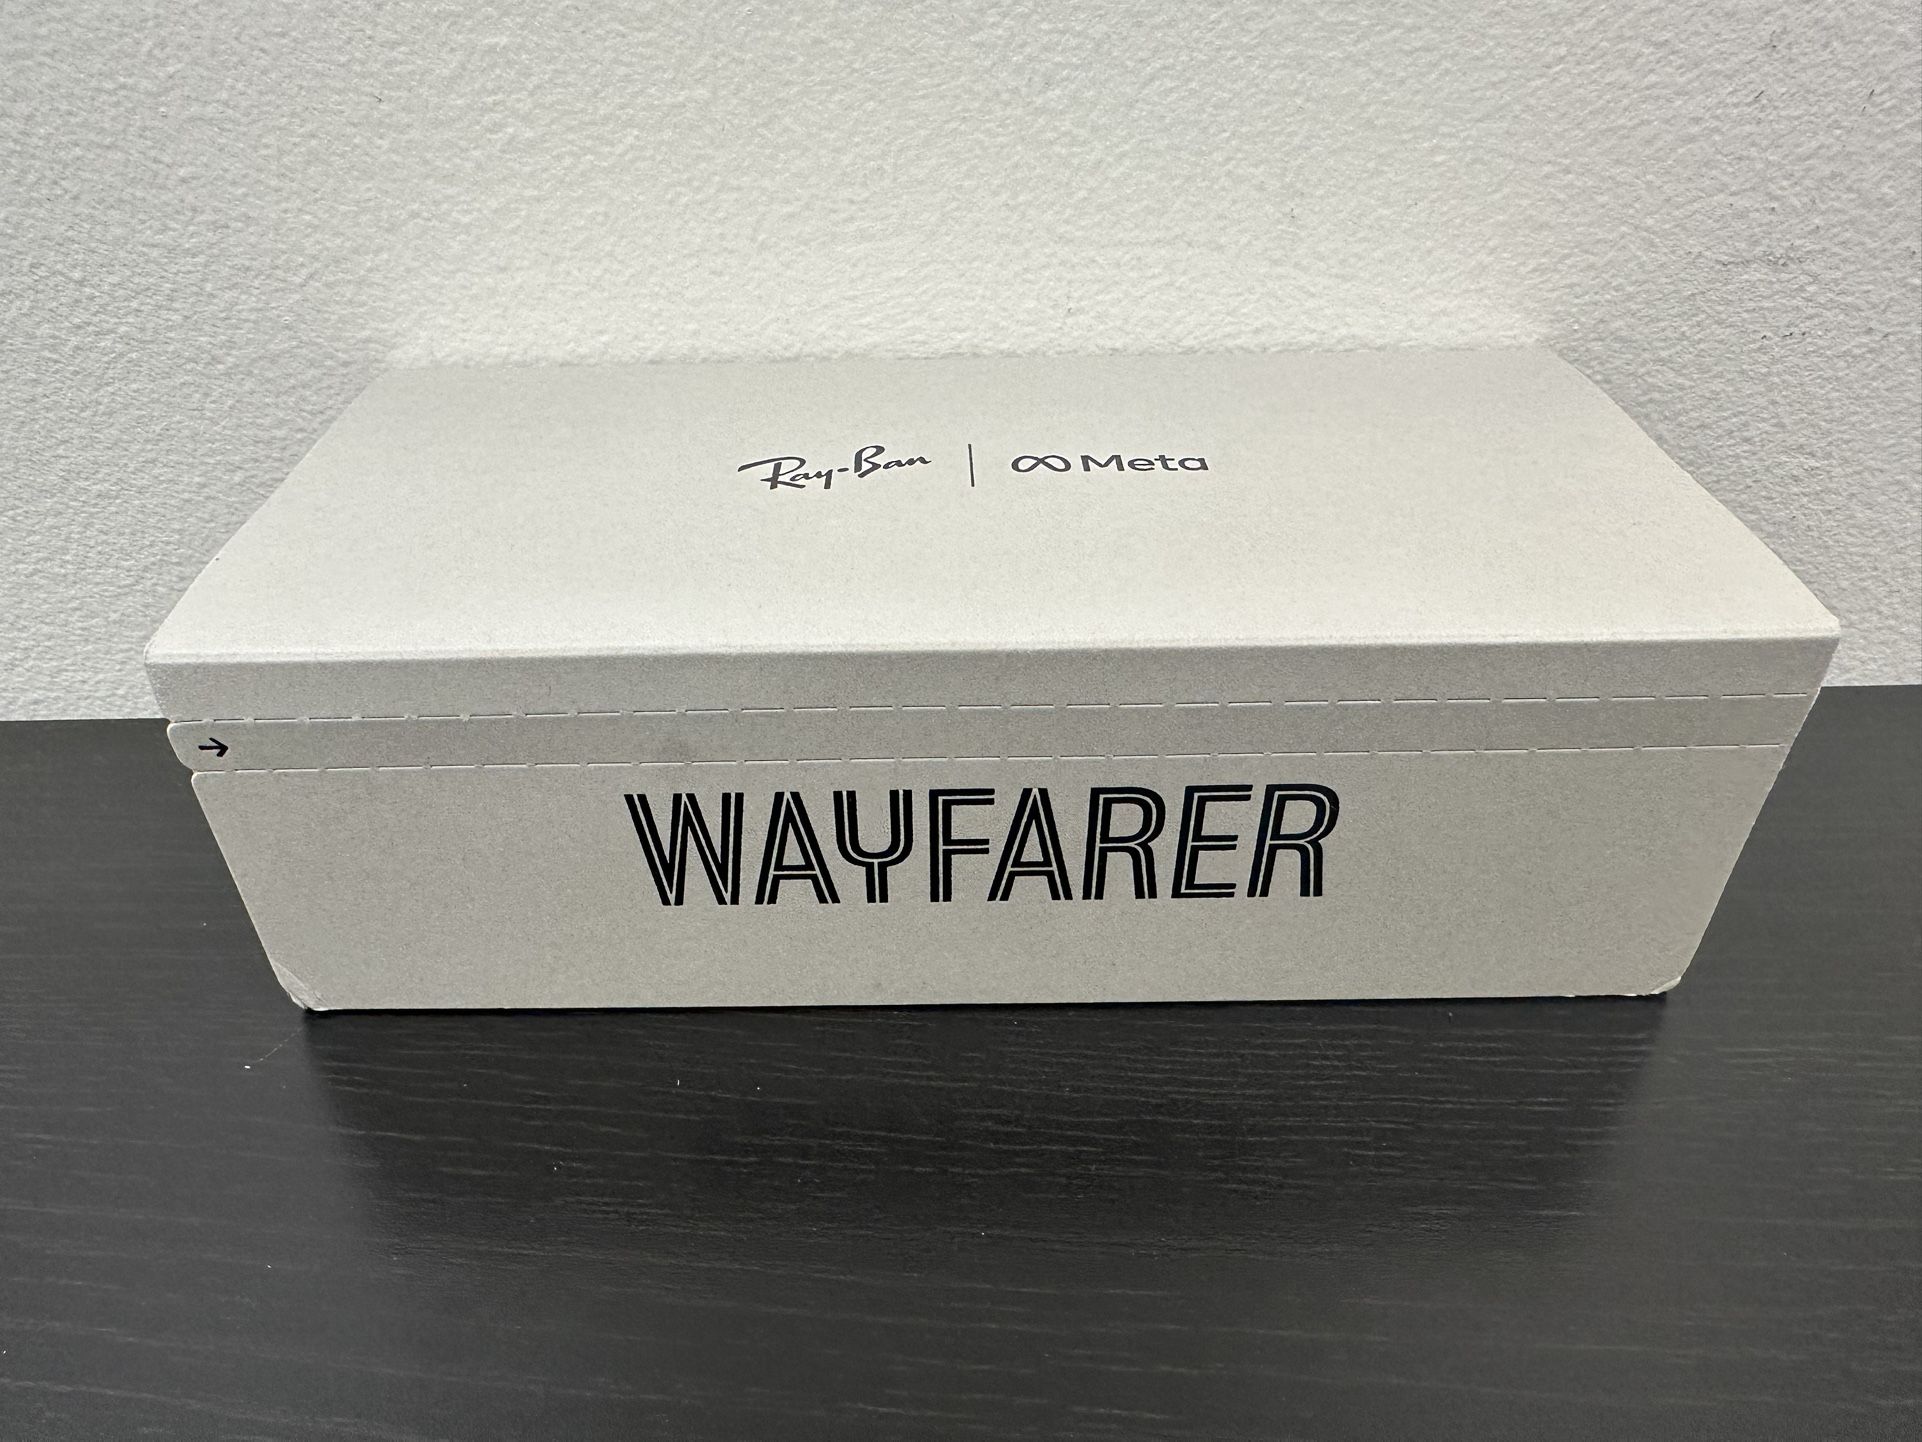 Ray-Ban | Meta
→
WAYFARER